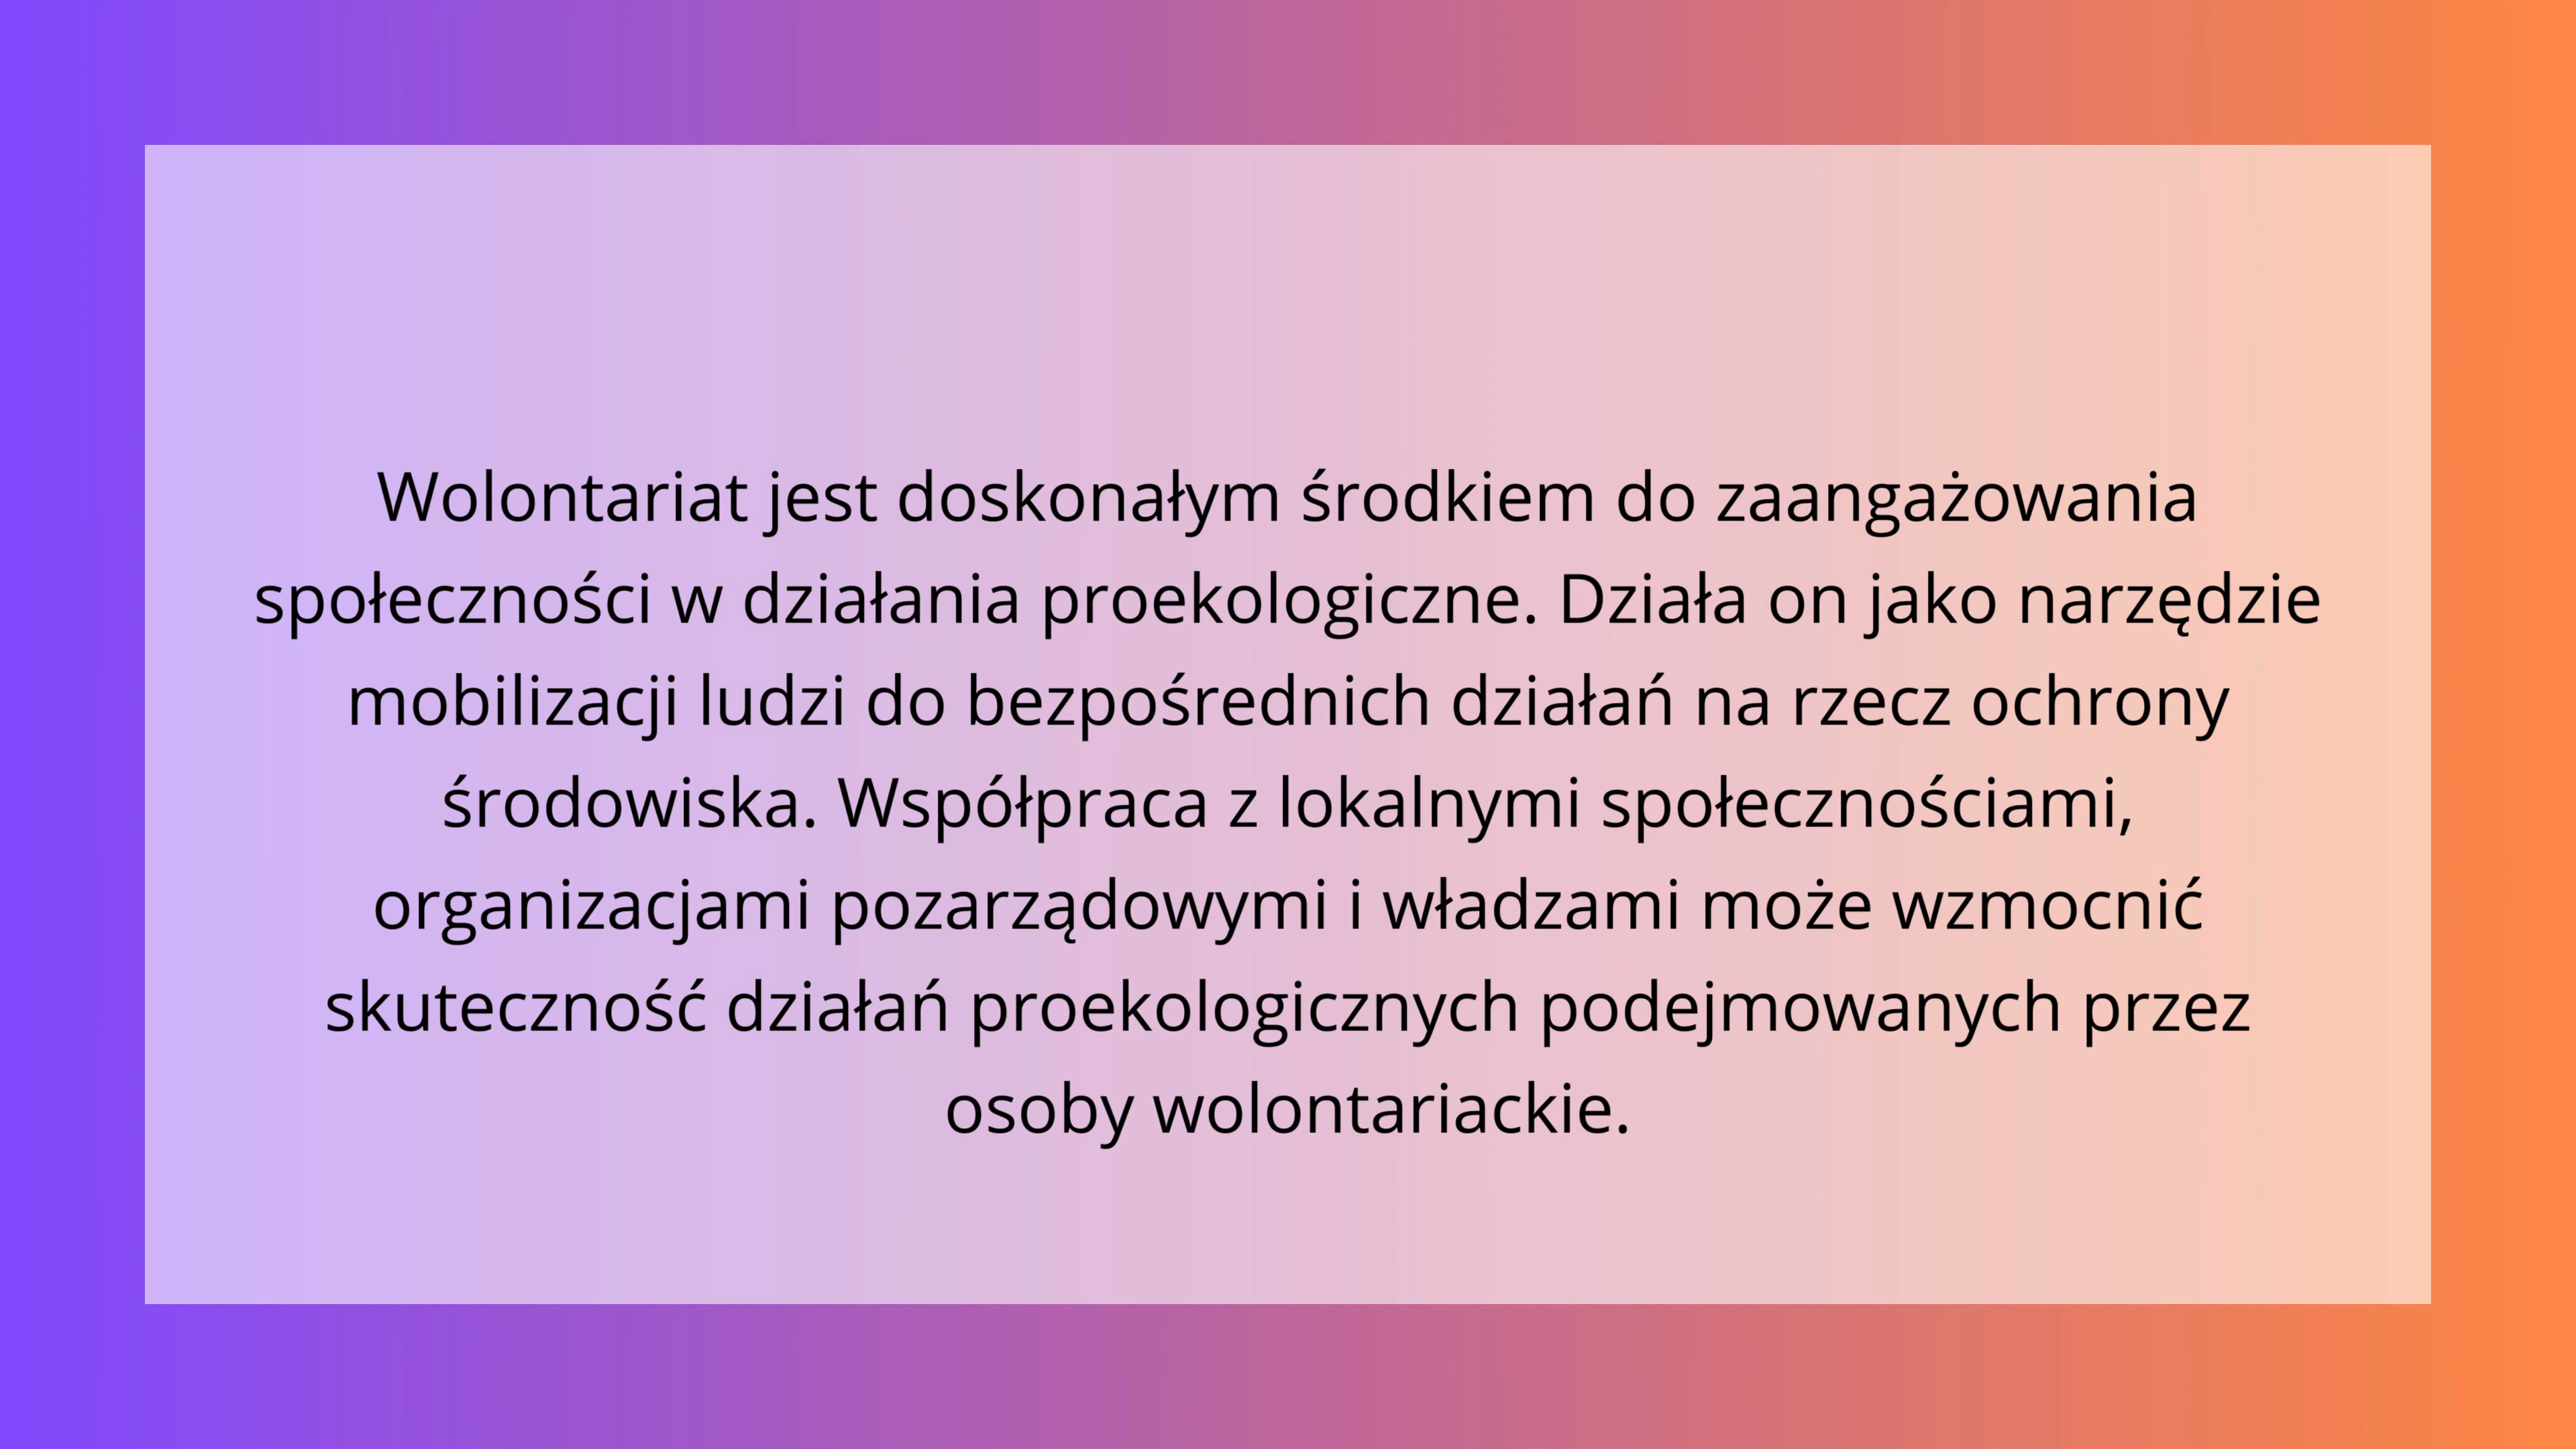 Wolontariat jest doskonałym środkiem do zaangażowania
społeczności w działania proekologiczne. Działa on jako narzędzie
mobilizacji ludzi do bezpośrednich działań na rzecz ochrony
środowiska. Współpraca z lokalnymi społecznościami,
organizacjami pozarządowymi i władzami może wzmocnić
skuteczność działań proekologicznych podejmowanych przez
osoby wolontariackie.